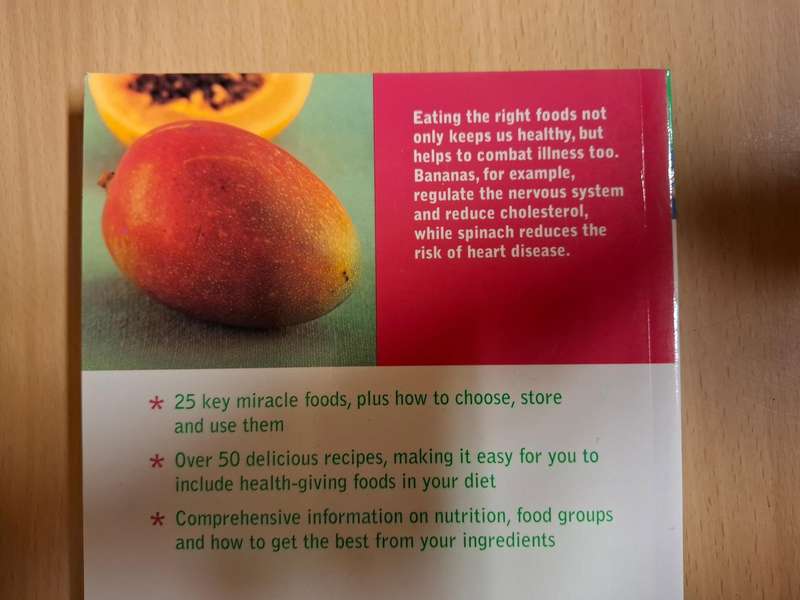 Eating the right foods not
only keeps us healthy, but
helps to combat illness too.
Bananas, for example,
regulate the nervous system
and reduce cholesterol,
while spinach reduces the
risk of heart disease.
* 25 key miracle foods, plus how to choose, store
and use them
* Over 50 delicious recipes, making it easy for you to
include health-giving foods in your diet
* Comprehensive information on nutrition, food groups
and how to get the best from your ingredients